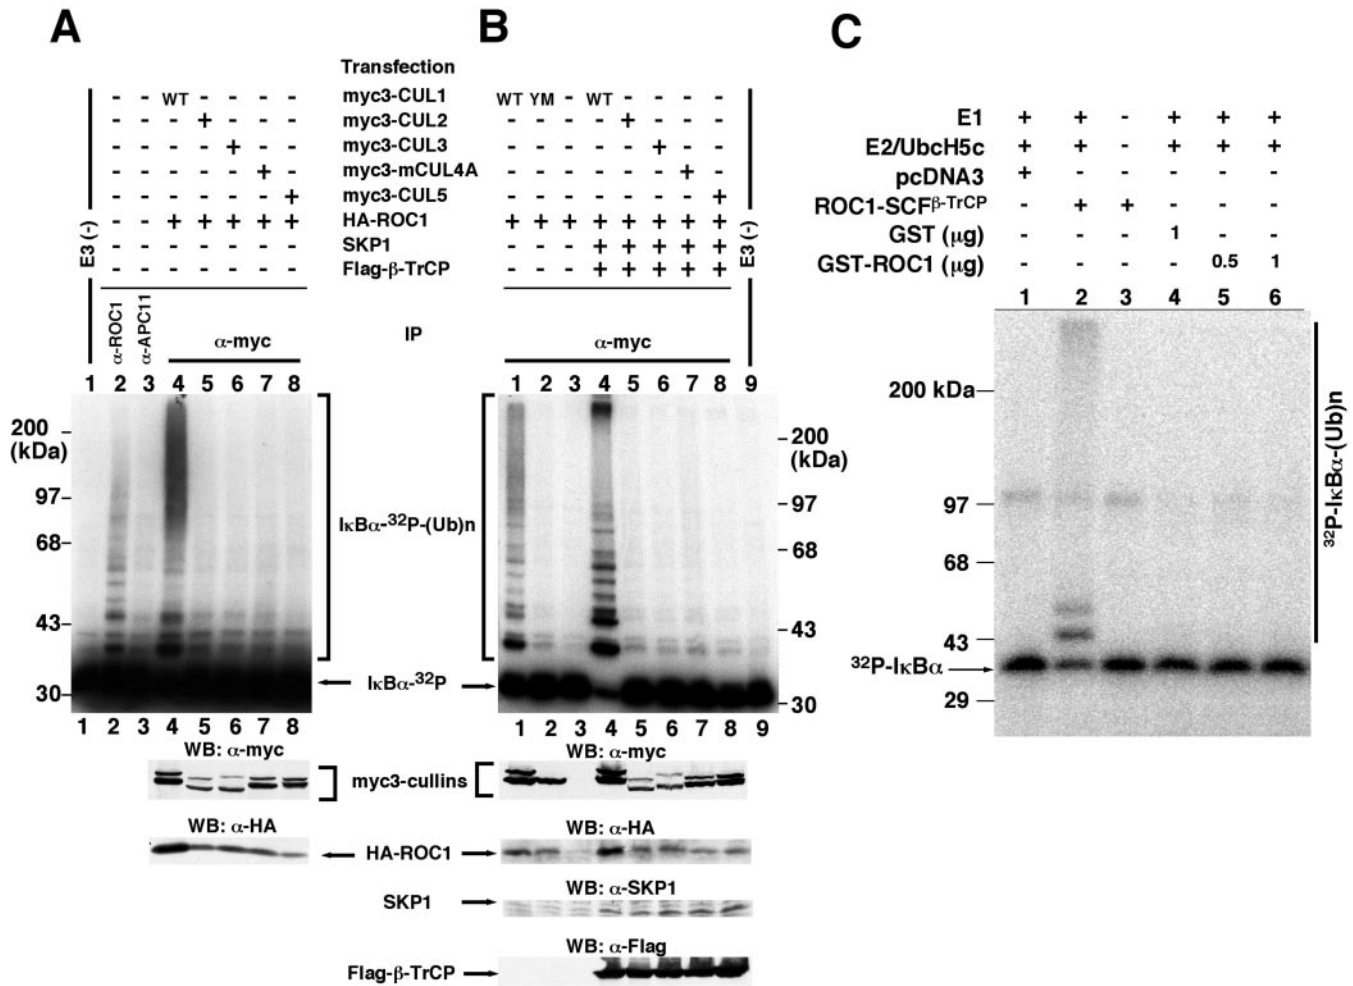 A
B
C
Transfection
- - WT - - - - myc3-CUL1 WT YM - WT - - - -
- - - + - - - myc3-CUL2 - - - - + - - -
- - - - + - - myc3-CUL3 - - - - - + - -
- - - - - + - myc3-mCUL4A - - - - - - + -
- - - - - - + myc3-CUL5 - - - - - - - +
- - + + + + + HA-ROC1 + + + + + + + +
- - - - - - - SKP1 - - - + + + + +
- - - - - - - Flag-β-TrCP - - - + + + + +
E3 (-)
E3 (-)
α-ROC1
α-APC11
α-myc
IP
α-myc
1 2 3 4 5 6 7 8
1 2 3 4 5 6 7 8 9
200
(kDa)
97
68
43
30
IκBα-³²P-(Ub)n
IκBα-³²P
200
(kDa)
97
68
43
30
1 2 3 4 5 6 7 8
1 2 3 4 5 6 7 8 9
WB: α-myc
WB: α-myc
myc3-cullins
WB: α-HA
WB: α-HA
HA-ROC1
WB: α-SKP1
SKP1
WB: α-Flag
Flag-β-TrCP
E1 + + - + + +
E2/UbcH5c + + - + + +
pcDNA3 + - - - - -
ROC1-SCFβ-TrCP - + + - - -
GST (μg) - - - 1 - -
GST-ROC1 (μg) - - - - 0.5 1
1 2 3 4 5 6
200 kDa
97
68
43
³²P-IκBα
29
³²P-IκBα-(Ub)n